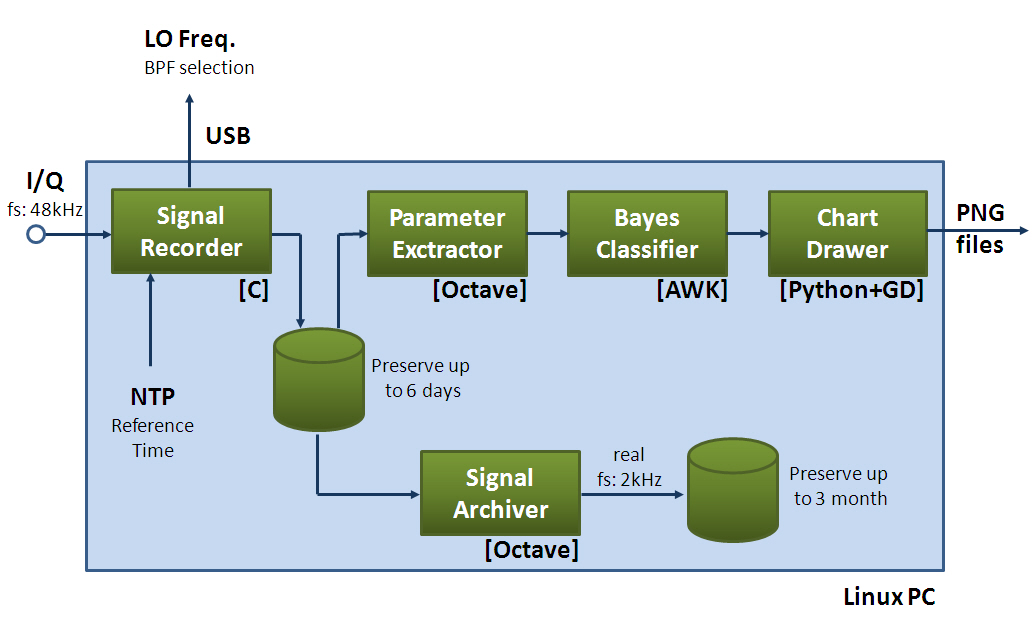 LO Freq.
BPF selection
USB
I/Q
fs: 48kHz
Signal
Recorder
[C]
Parameter
Exctractor
[Octave]
Bayes
Classifier
[AWK]
Chart
Drawer
[Python+GD]
PNG
files
NTP
Reference
Time
Preserve up
to 6 days
Signal
Archiver
[Octave]
real
fs: 2kHz
Preserve up
to 3 month
Linux PC